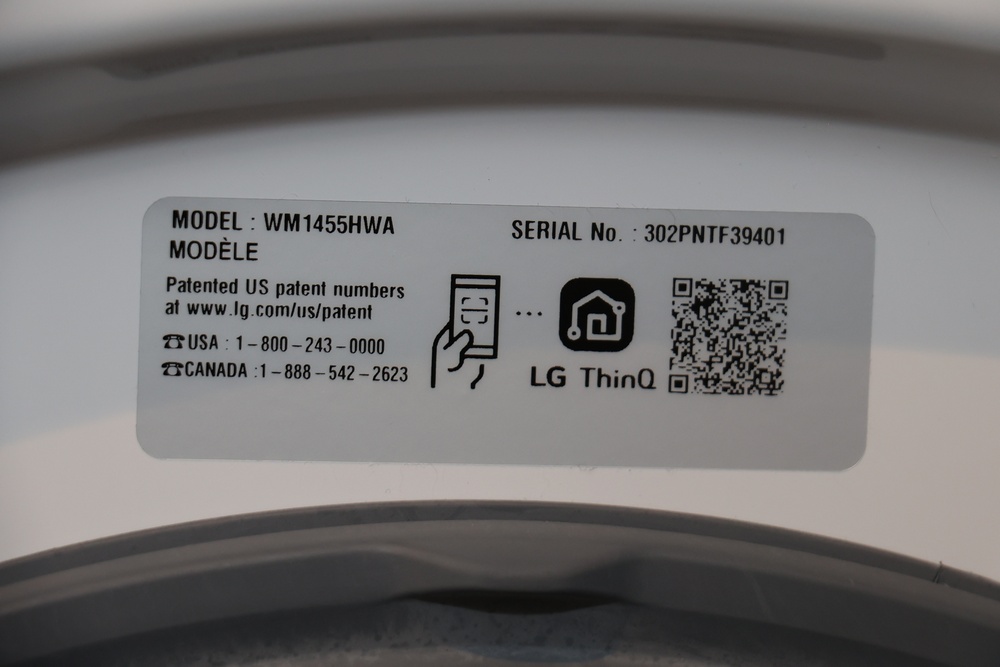 MODEL : WM1455HWA
MODÈLE
SERIAL No. : 302PNTF39401
Patented US patent numbers
at www.lg.com/us/patent
☎USA : 1-800-243-0000
☎CANADA :1-888-542-2623
...
LG ThinQ